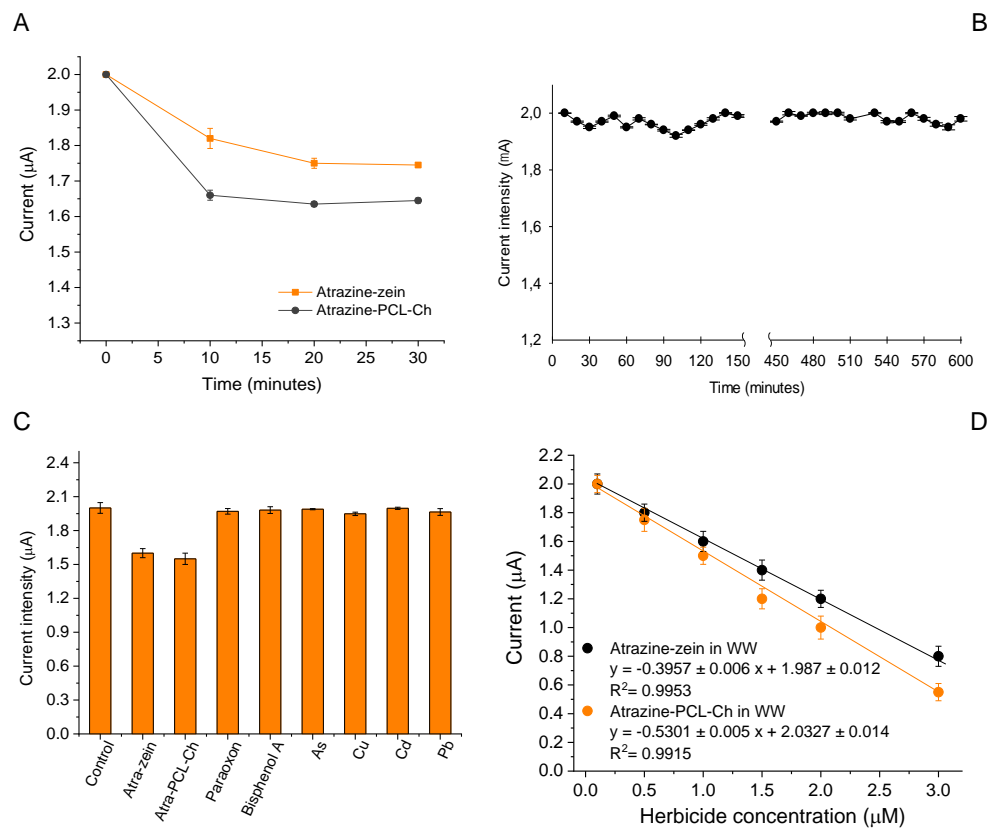 A
2.0
1.9
1.8
1.7
1.6
1.5
1.4
1.3
Current (μA)
Atrazine-zein
Atrazine-PCL-Ch
0 5 10 15 20 25 30
Time (minutes)
B
2,0
1,8
1,6
1,4
1,2
Current intensity (mA)
0 30 60 90 120 150 450 480 510 540 570 600
Time (minutes)
C
2.4
2.1
1.8
1.5
1.2
0.9
0.6
0.3
0.0
Current intensity (μA)
Control
Atra-zein
Atra-PCL-Ch
Paraoxon
Bisphenol A
As
Cu
Cd
Pb
D
2.2
2.0
1.8
1.6
1.4
1.2
1.0
0.8
0.6
0.4
0.2
0.0
Current (μA)
Atrazine-zein in WW
y = -0.3957 ± 0.006 x + 1.987 ± 0.012
R²= 0.9953
Atrazine-PCL-Ch in WW
y = -0.5301 ± 0.005 x + 2.0327 ± 0.014
R²= 0.9915
0.0 0.5 1.0 1.5 2.0 2.5 3.0
Herbicide concentration (μM)